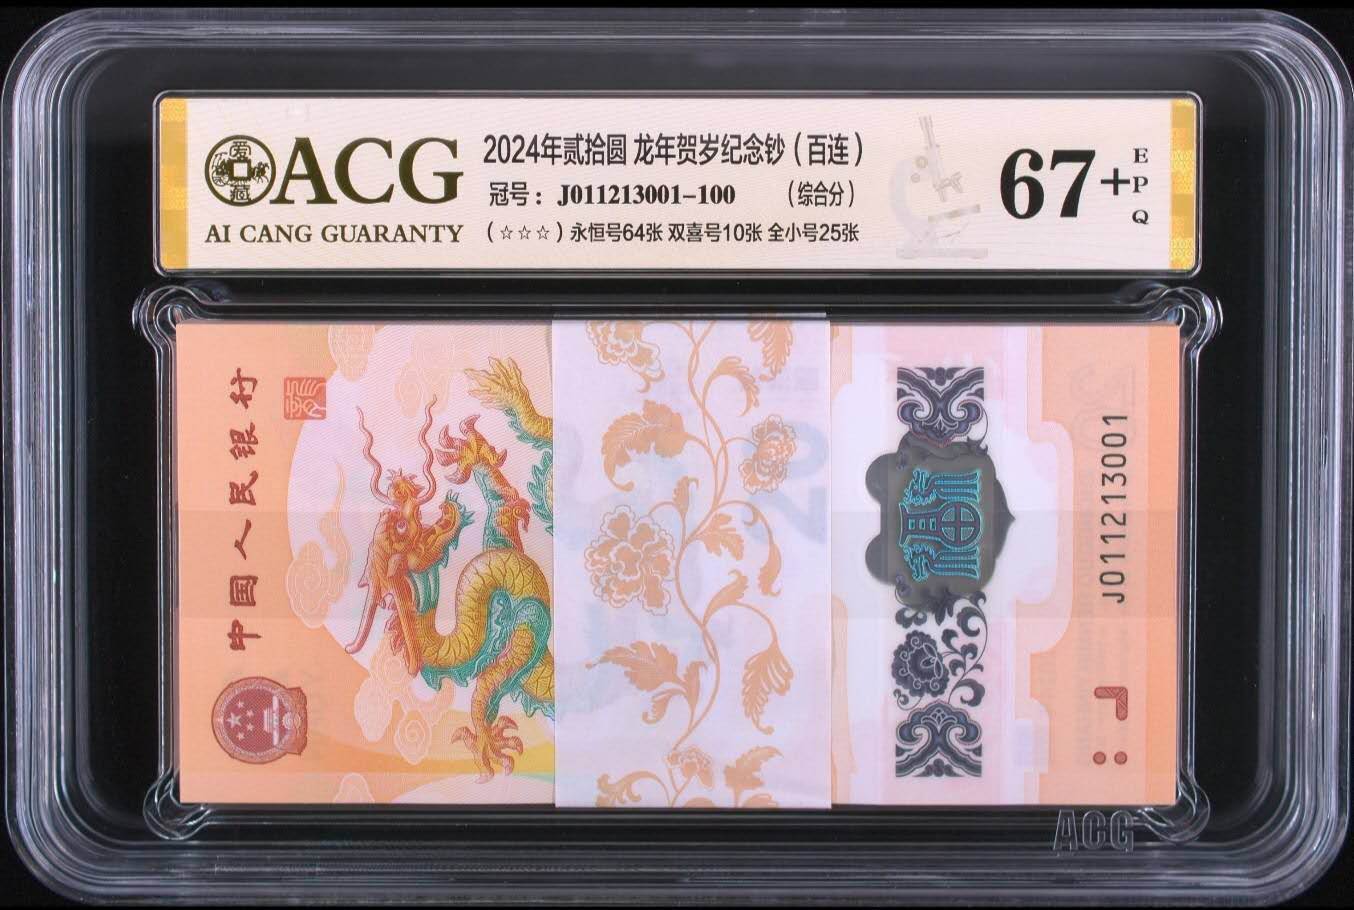 ACG
AI CANG GUARANTY
2024年贰拾圆 龙年贺岁纪念钞（百连）
冠号：J011213001-100 （综合分）
（☆☆☆）永恒号64张 双喜号10张 全小号25张
67+
EPQ
中国人民银行
J011213001
ACG